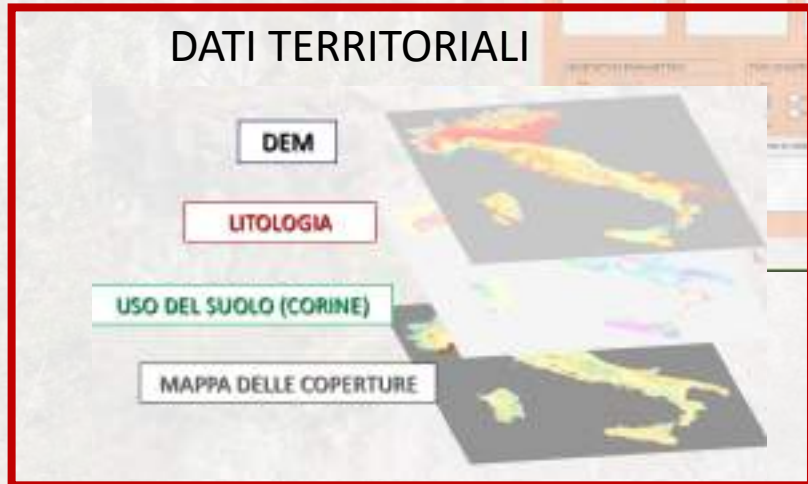 DATI TERRITORIALI
DEM
LITOLOGIA
USO DEL SUOLO (CORINE)
MAPPA DELLE COPERTURE